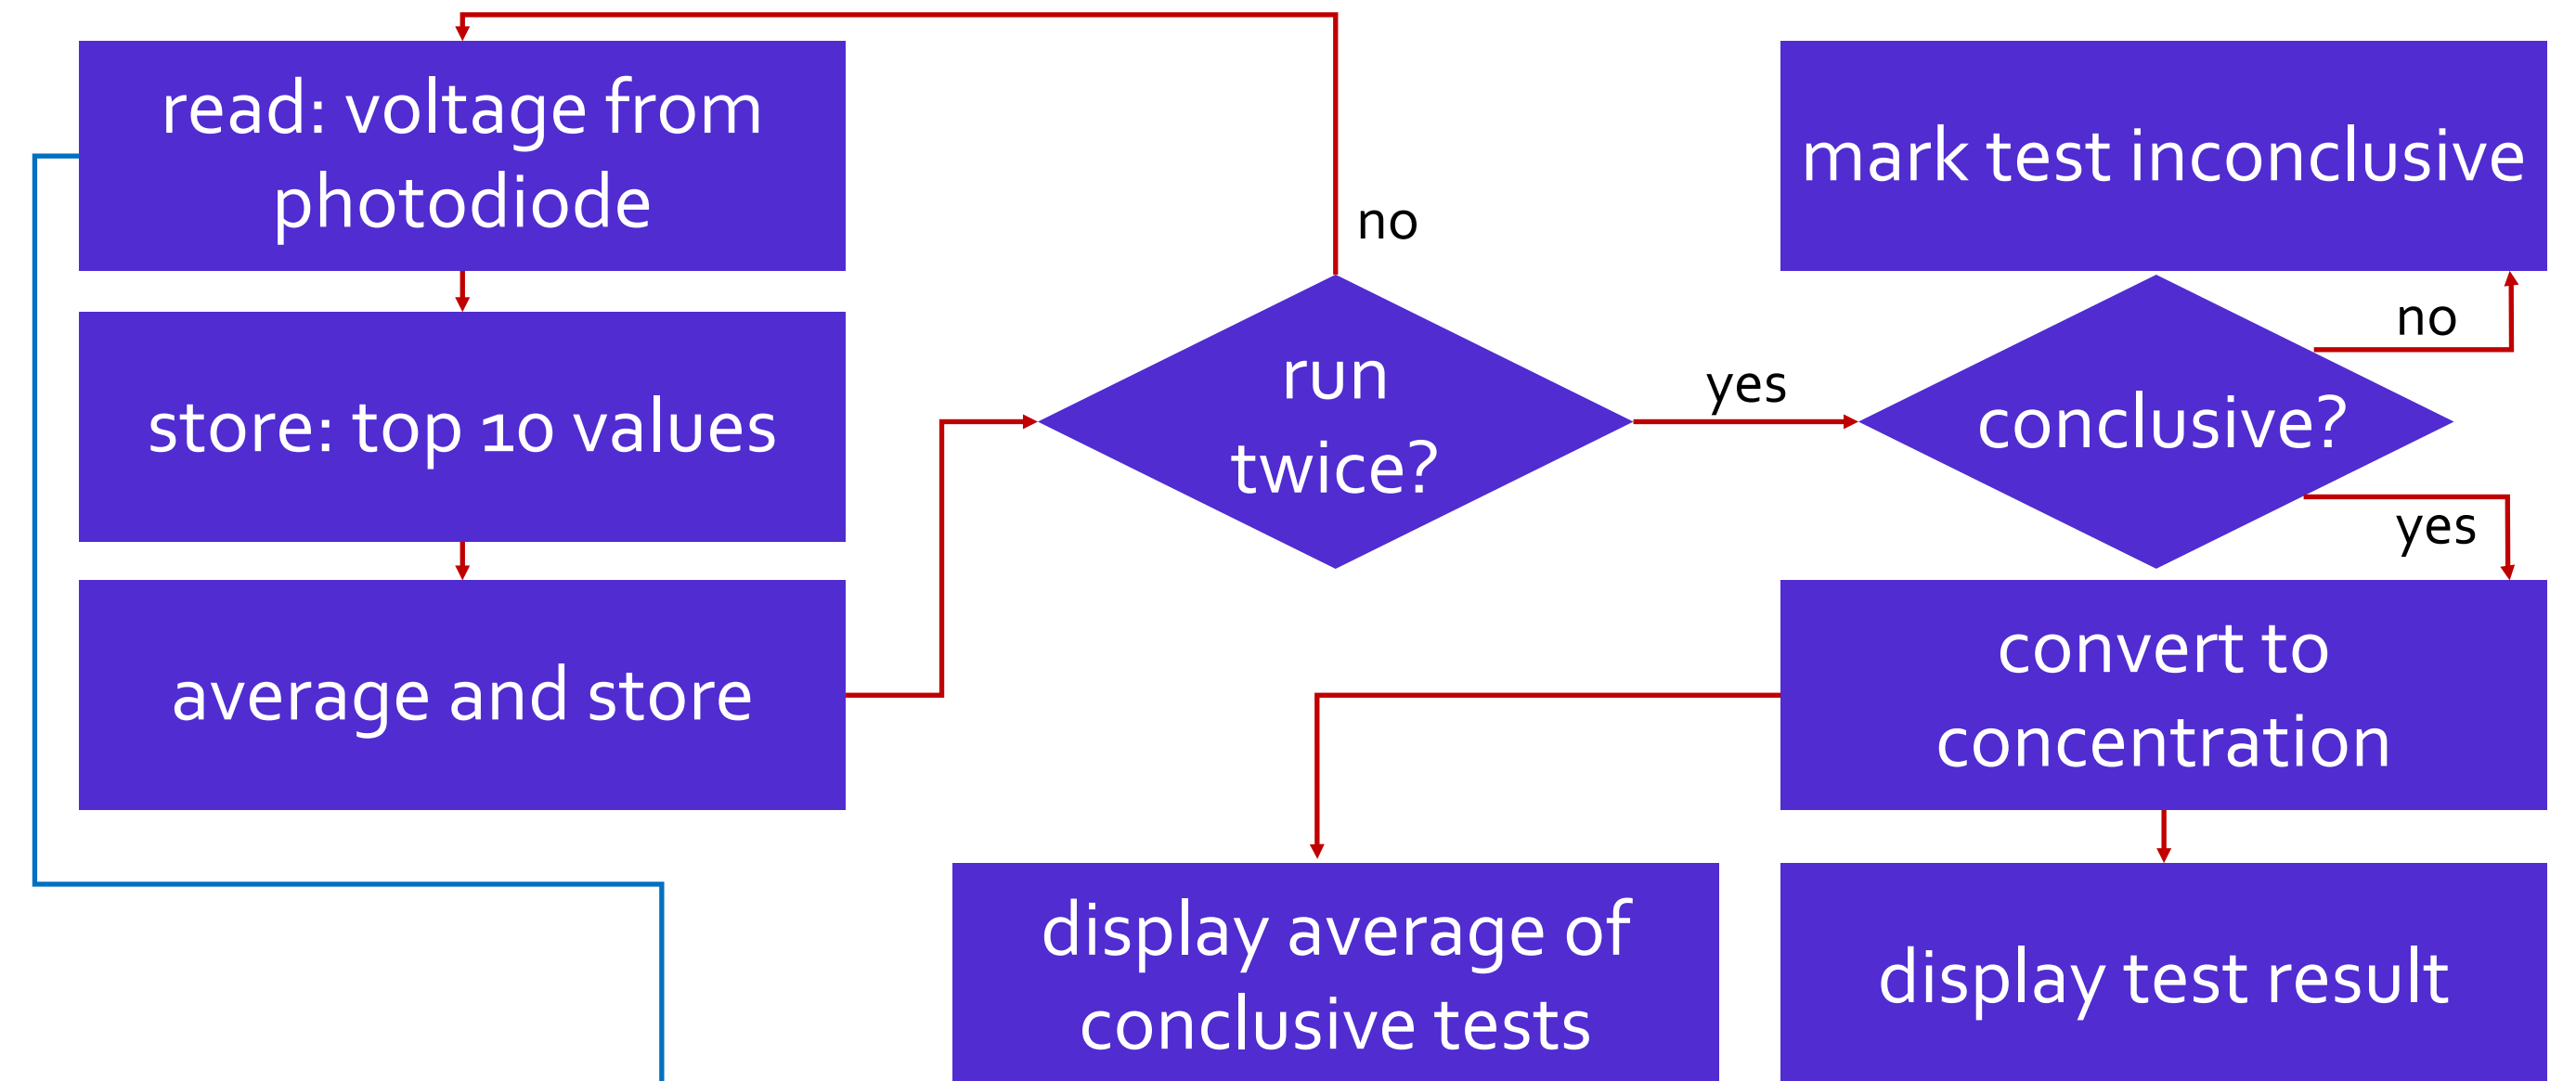 read: voltage from
photodiode
store: top 10 values
average and store
no
run
twice?
yes
mark test inconclusive
no
conclusive?
yes
convert to
concentration
display average of
conclusive tests
display test result